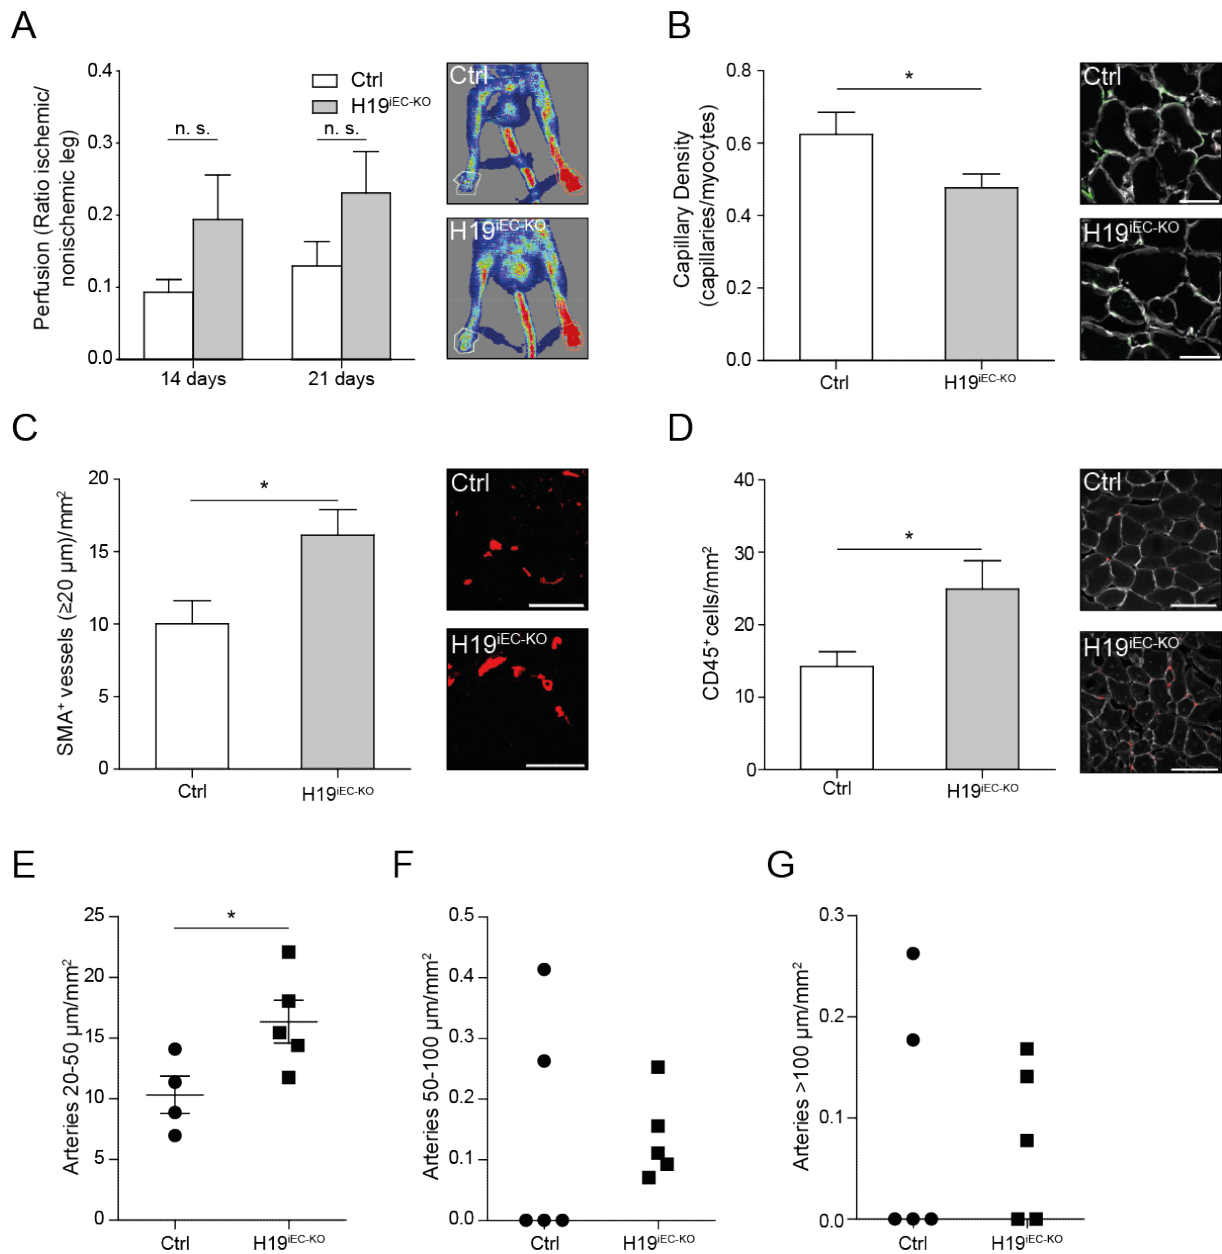 A
Perfusion (Ratio ischemic/
nonischemic leg)
0.4
0.3
0.2
0.1
0.0
Ctrl
H19iEC-KO
n. s.
n. s.
14 days
21 days
Ctrl
H19iEC-KO
B
Capillary Density
(capillaries/myocytes)
0.8
0.6
0.4
0.2
0.0
*
Ctrl
H19iEC-KO
Ctrl
H19iEC-KO
C
SMA+ vessels (≥20 µm)/mm2
20
15
10
5
0
*
Ctrl
H19iEC-KO
Ctrl
H19iEC-KO
D
CD45+ cells/mm2
40
30
20
10
0
*
Ctrl
H19iEC-KO
Ctrl
H19iEC-KO
E
Arteries 20-50 µm/mm2
25
20
15
10
5
0
*
Ctrl
H19iEC-KO
F
Arteries 50-100 µm/mm2
0.5
0.4
0.3
0.2
0.1
0.0
Ctrl
H19iEC-KO
G
Arteries >100 µm/mm2
0.3
0.2
0.1
0.0
Ctrl
H19iEC-KO